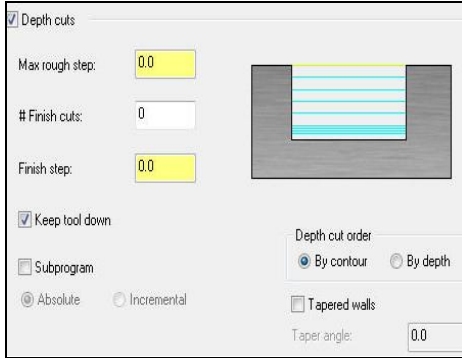 Depth cuts
Max rough step: 0.0
# Finish cuts: 0
Finish step: 0.0
Keep tool down
Subprogram
Absolute Incremental
Depth cut order
By contour By depth
Tapered walls
Taper angle: 0.0